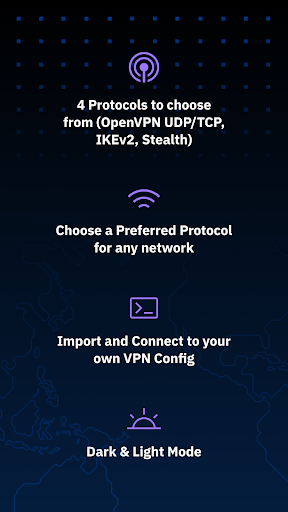 4 Protocols to choose
from (OpenVPN UDP/TCP,
IKEv2, Stealth)
Choose a Preferred Protocol
for any network
Import and Connect to your
own VPN Config
Dark & Light Mode